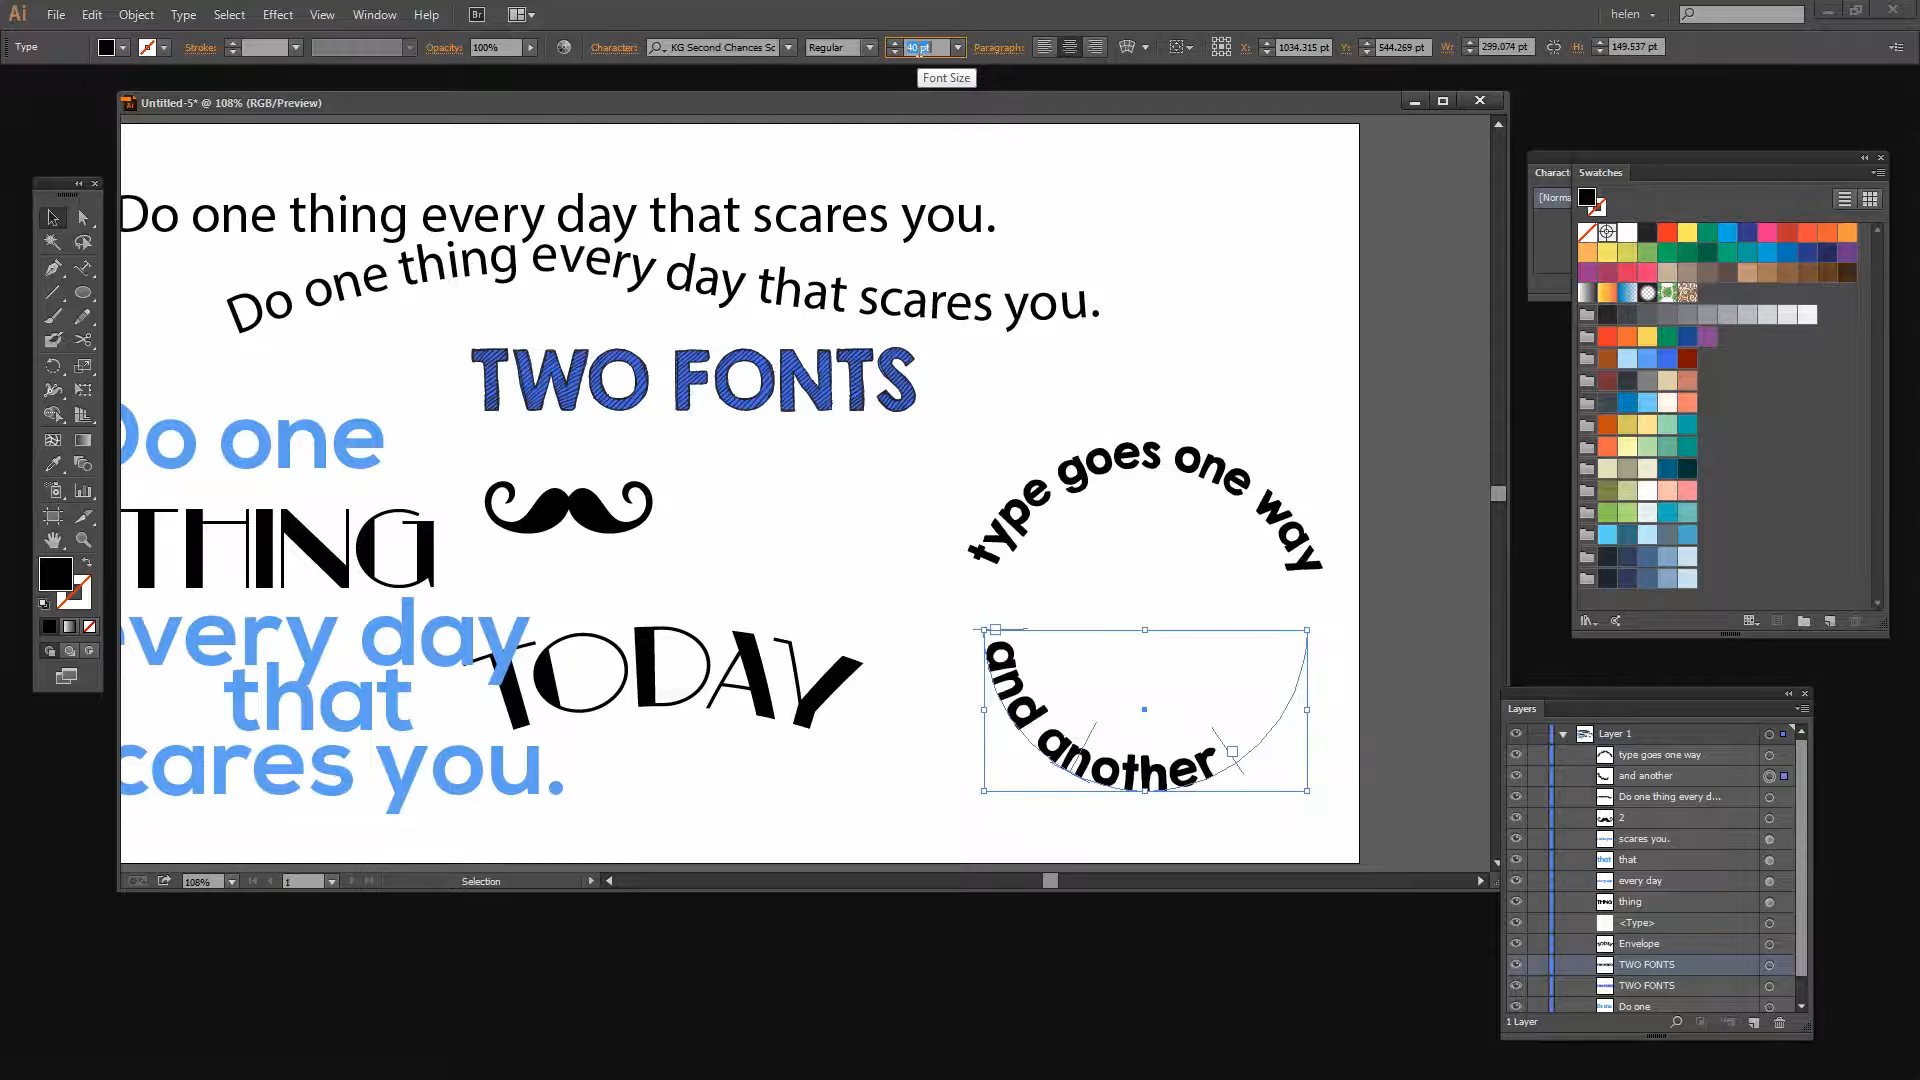 Ai File Edit Object Type Select Effect View Window Help Br helen
Type Stroke: Opacity: 100% Character: KG Second Chances Sc Regular 40 pt Paragraph: X: 1034.315 pt Y: 544.269 pt W: 299.074 pt H: 149.537 pt
Font Size
Untitled-5* @ 108% (RGB/Preview)
Do one thing every day that scares you.
Do one thing every day that scares you.
TWO FONTS
Do one
THING
every day
that
scares you.
TODAY
type goes one way
and another
108% 1 Selection
Charact Swatches
[Norma
Layers
Layer 1
type goes one way
and another
Do one thing every d...
2
scares you.
that
every day
thing
<Type>
Envelope
TWO FONTS
TWO FONTS
Do one
1 Layer